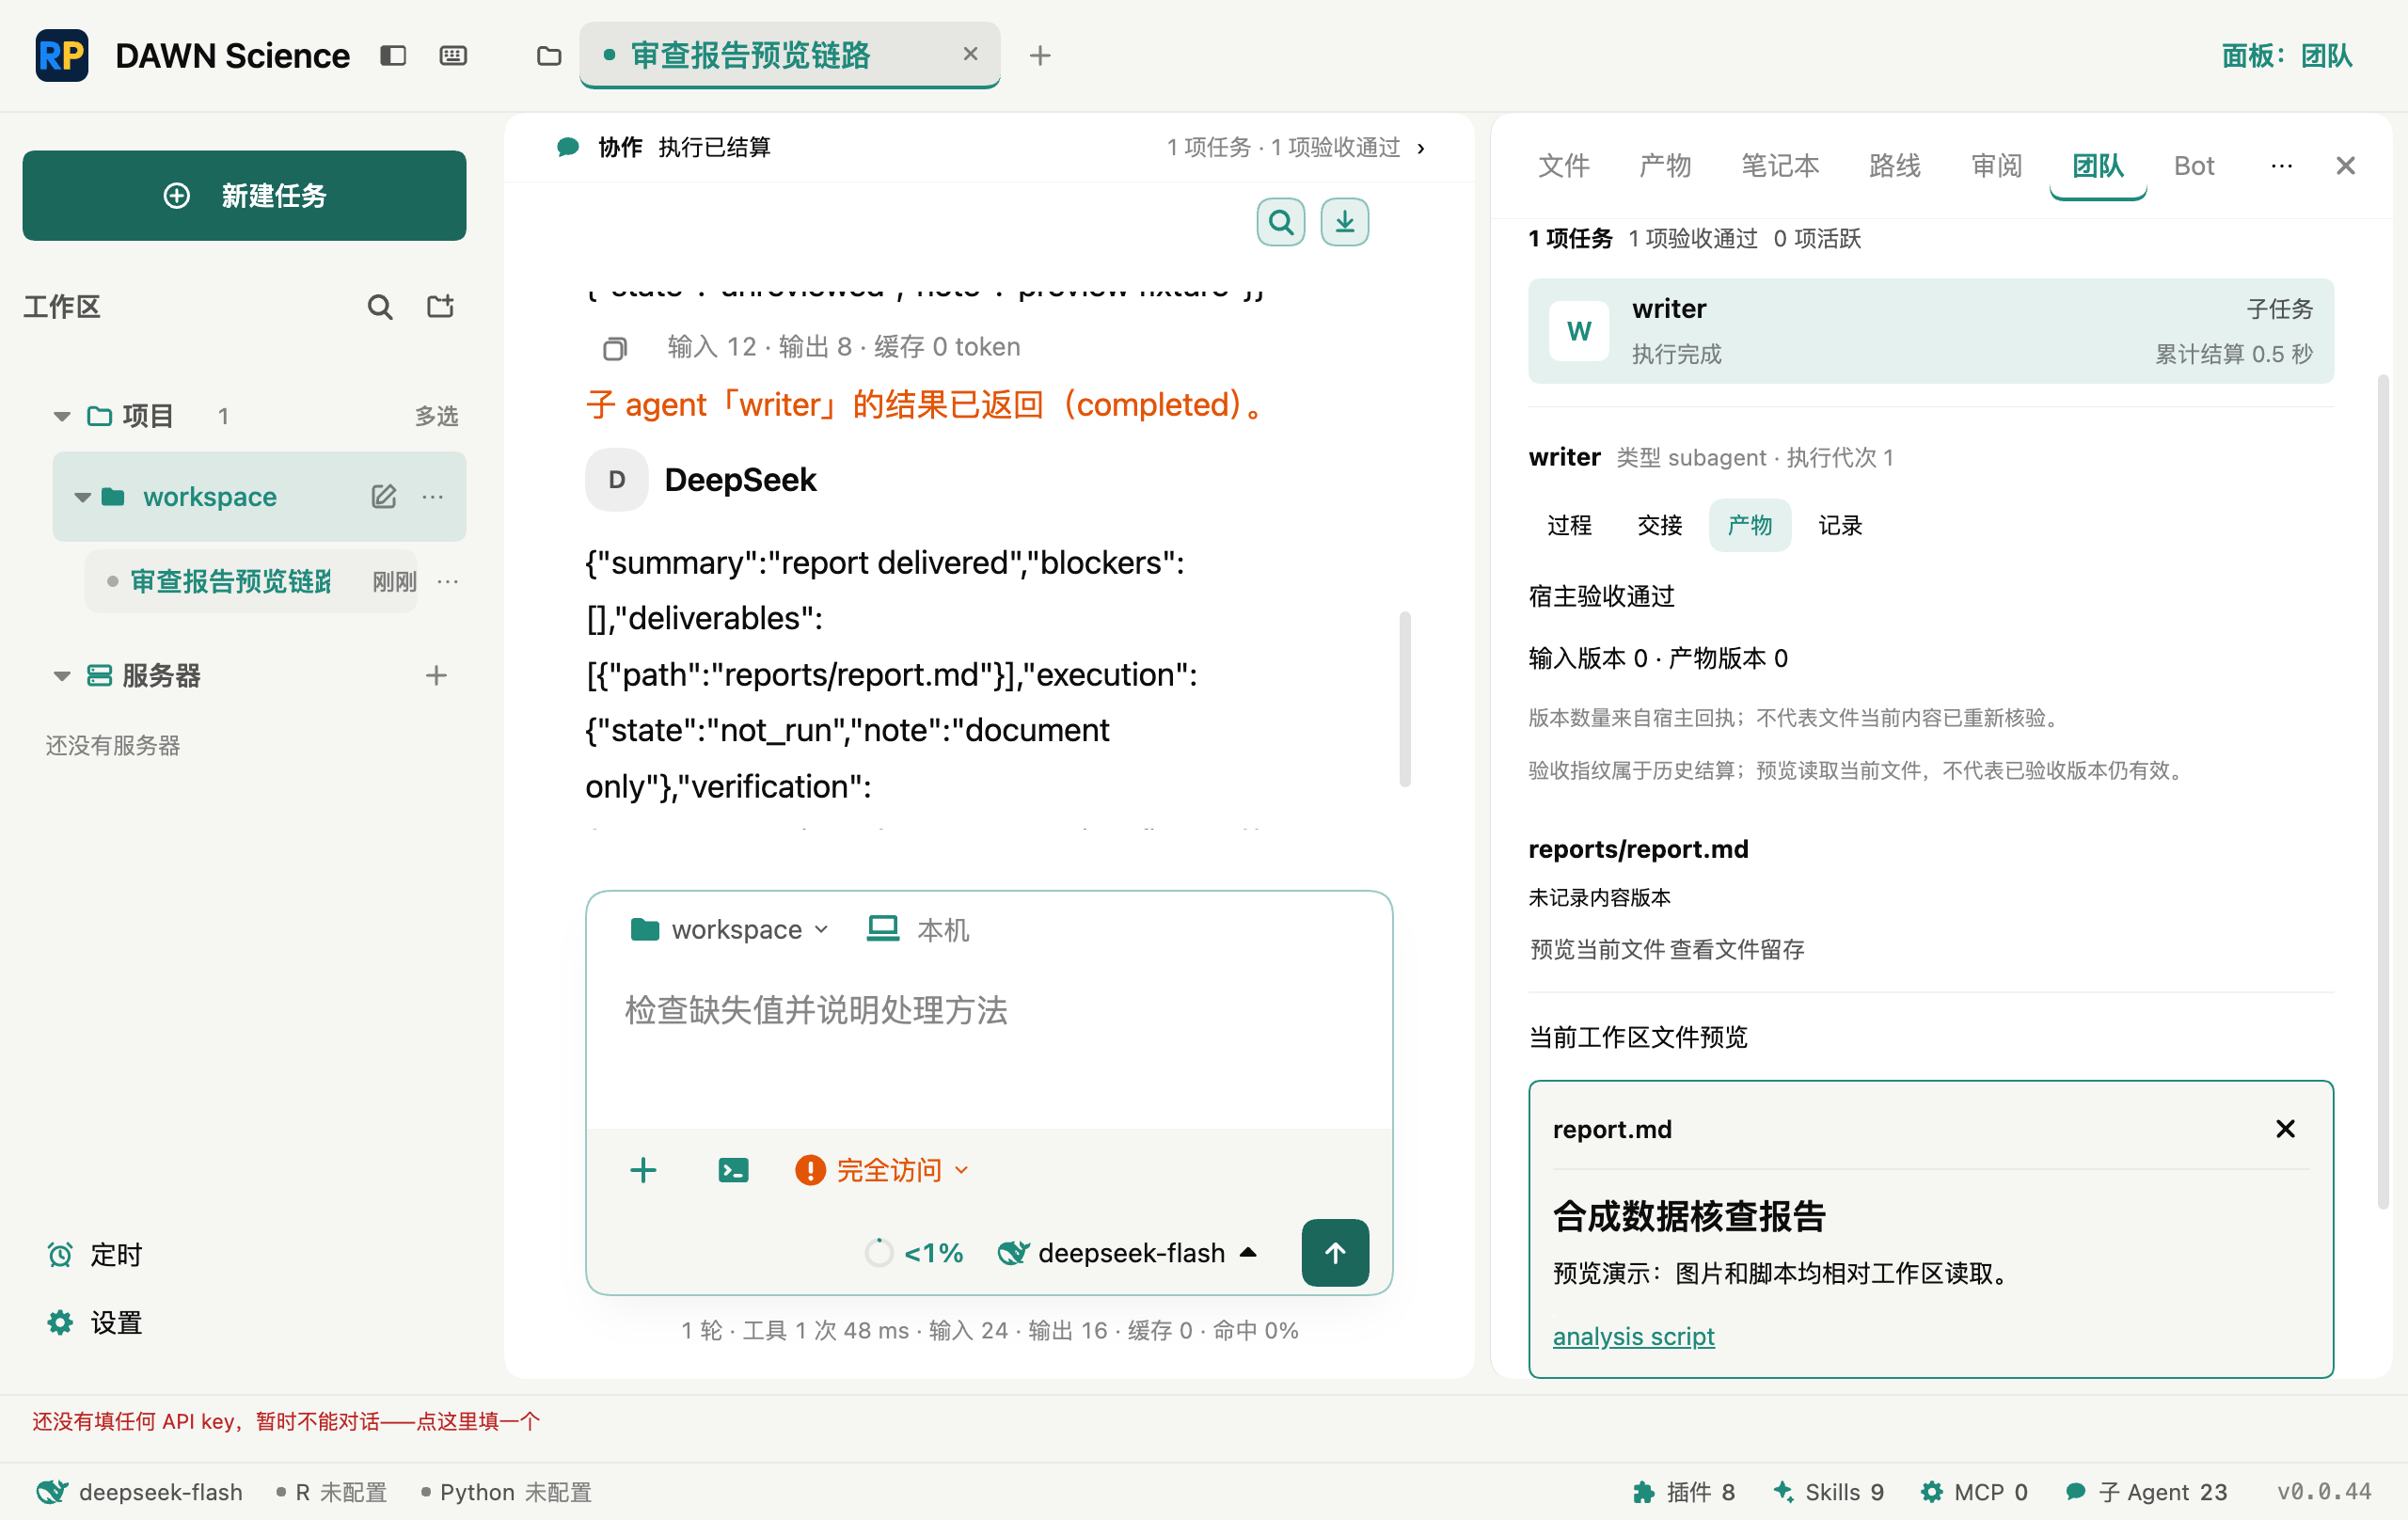 RP DAWN Science
审查报告预览链路
面板：团队
新建任务
工作区
项目 1 多选
workspace
审查报告预览链路 刚刚
服务器
还没有服务器
定时
设置
协作 执行已结算 1 项任务 · 1 项验收通过
{"state":"unreviewed","note":"preview fixture"}}
输入 12 · 输出 8 · 缓存 0 token
子 agent「writer」的结果已返回（completed）。
D DeepSeek
{"summary":"report delivered","blockers":
[],"deliverables":
[{"path":"reports/report.md"}],"execution":
{"state":"not_run","note":"document
only"},"verification":
workspace 本机
检查缺失值并说明处理方法
完全访问
<1% deepseek-flash
1 轮 · 工具 1 次 48 ms · 输入 24 · 输出 16 · 缓存 0 · 命中 0%
文件 产物 笔记本 路线 审阅 团队 Bot
1 项任务 1 项验收通过 0 项活跃
W writer 子任务
执行完成 累计结算 0.5 秒
writer 类型 subagent · 执行代次 1
过程 交接 产物 记录
宿主验收通过
输入版本 0 · 产物版本 0
版本数量来自宿主回执；不代表文件当前内容已重新核验。
验收指纹属于历史结算；预览读取当前文件，不代表已验收版本仍有效。
reports/report.md
未记录内容版本
预览当前文件 查看文件留存
当前工作区文件预览
report.md
合成数据核查报告
预览演示：图片和脚本均相对工作区读取。
analysis script
还没有填任何 API key，暂时不能对话——点这里填一个
deepseek-flash R 未配置 Python 未配置 插件 8 Skills 9 MCP 0 子 Agent 23 v0.0.44